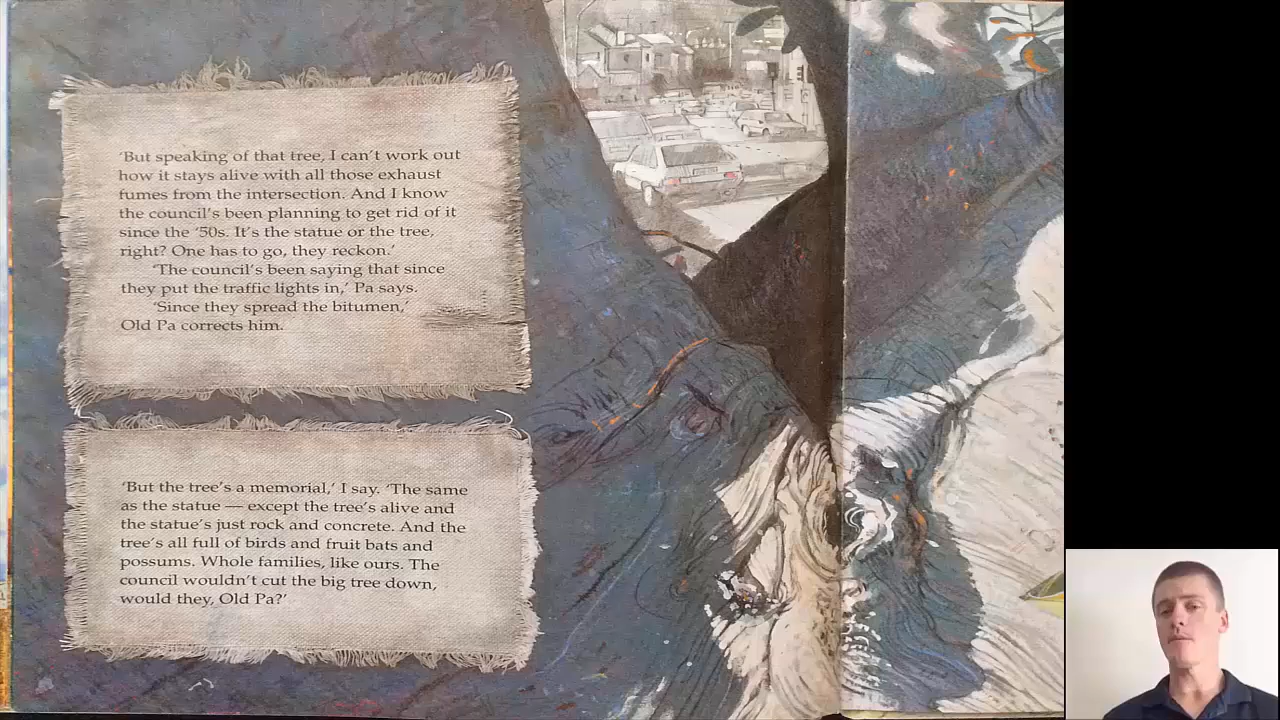 ‘But speaking of that tree, I can’t work out
how it stays alive with all those exhaust
fumes from the intersection. And I know
the council’s been planning to get rid of it
since the ‘50s. It’s the statue or the tree,
right? One has to go, they reckon.’
‘The council’s been saying that since
they put the traffic lights in,’ Pa says.
‘Since they spread the bitumen,’
Old Pa corrects him.
‘But the tree’s a memorial,’ I say. ‘The same
as the statue — except the tree’s alive and
the statue’s just rock and concrete. And the
tree’s all full of birds and fruit bats and
possums. Whole families, like ours. The
council wouldn’t cut the big tree down,
would they, Old Pa?’